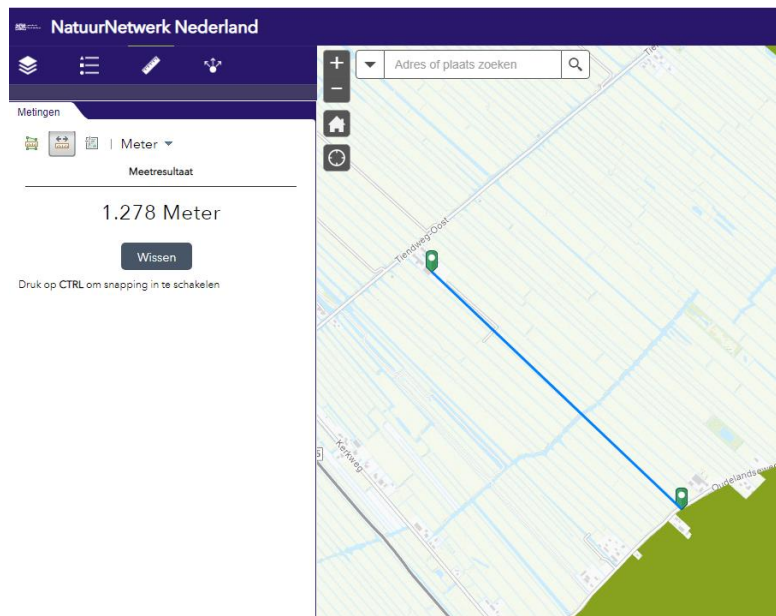 NatuurNetwerk Nederland
Adres of plaats zoeken
Metingen
| Meter
Meetresultaat
1.278 Meter
Wissen
Druk op CTRL om snapping in te schakelen
Tiendweg-Oost
Kerkweg